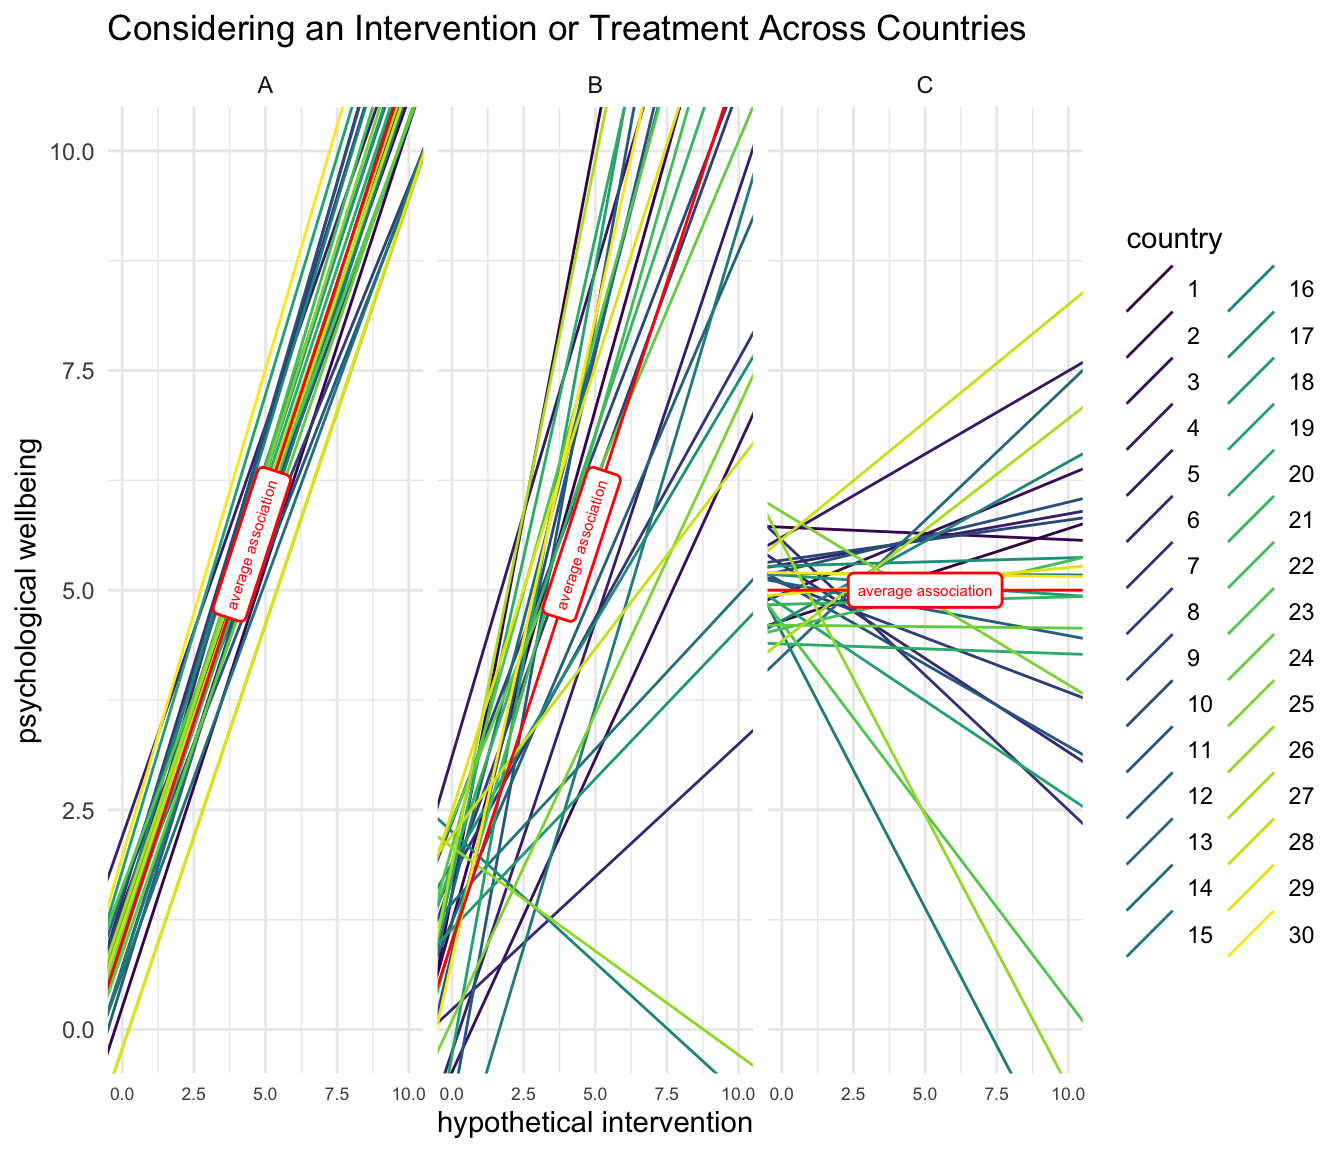 Considering an Intervention or Treatment Across Countries
A
B
C
psychological wellbeing
10.0
7.5
5.0
2.5
0.0
average association
average association
average association
0.0 2.5 5.0 7.5 10.0
0.0 2.5 5.0 7.5 10.0
0.0 2.5 5.0 7.5 10.0
hypothetical intervention
country
1
2
3
4
5
6
7
8
9
10
11
12
13
14
15
16
17
18
19
20
21
22
23
24
25
26
27
28
29
30